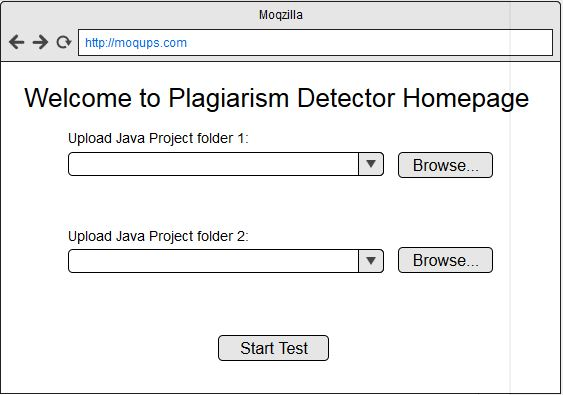 Moqzilla
http://moqups.com
Welcome to Plagiarism Detector Homepage
Upload Java Project folder 1:
Browse...
Upload Java Project folder 2:
Browse...
Start Test